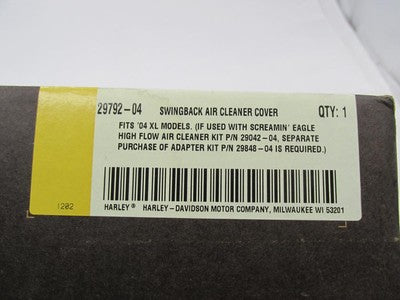 29792-04 SWINGBACK AIR CLEANER COVER QTY: 1
FITS '04 XL MODELS. (IF USED WITH SCREAMIN' EAGLE
HIGH FLOW AIR CLEANER KIT P/N 29042-04, SEPARATE
PURCHASE OF ADAPTER KIT P/N 29848-04 IS REQUIRED.)
1202
HARLEY® HARLEY-DAVIDSON MOTOR COMPANY, MILWAUKEE WI 53201